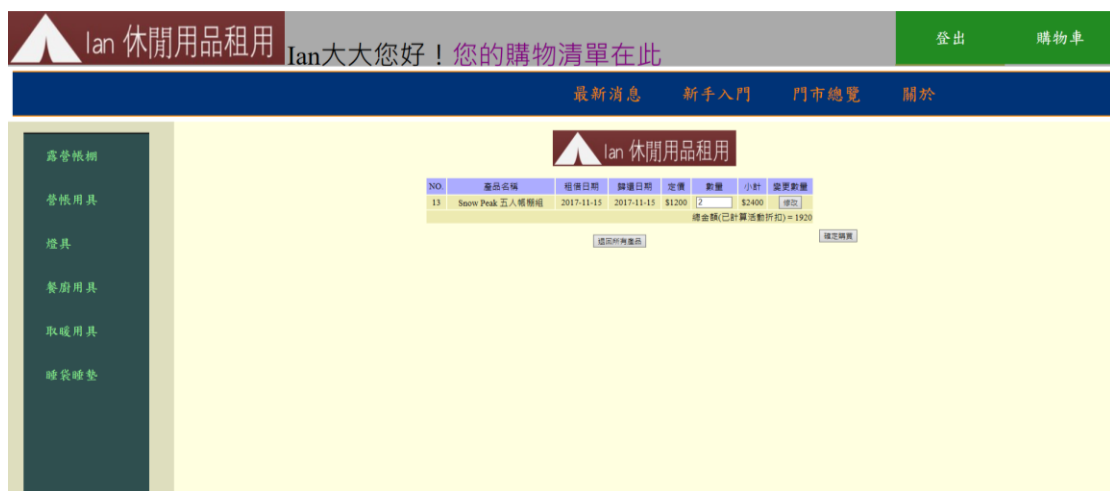 Ian 休閒用品租用 Ian大大您好！您的購物清單在此 登出 購物車
最新消息 新手入門 門市總覽 關於
露營帳棚
營帳用具
燈具
餐廚用具
取暖用具
睡袋睡墊
Ian 休閒用品租用
NO. 產品名稱 租借日期 歸還日期 定價 數量 小計 變更數量
13 Snow Peak 五人帳棚組 2017-11-15 2017-11-15 $1200 2 $2400 修改
總金額(已計算活動折扣) = 1920
退回所有產品 確定購買